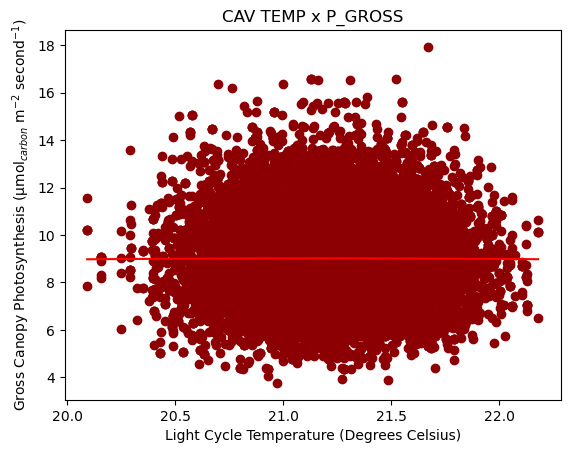 CAV TEMP x P_GROSS
Gross Canopy Photosynthesis (μmol_carbon m⁻² second⁻¹)
18
16
14
12
10
8
6
4
20.0 20.5 21.0 21.5 22.0
Light Cycle Temperature (Degrees Celsius)